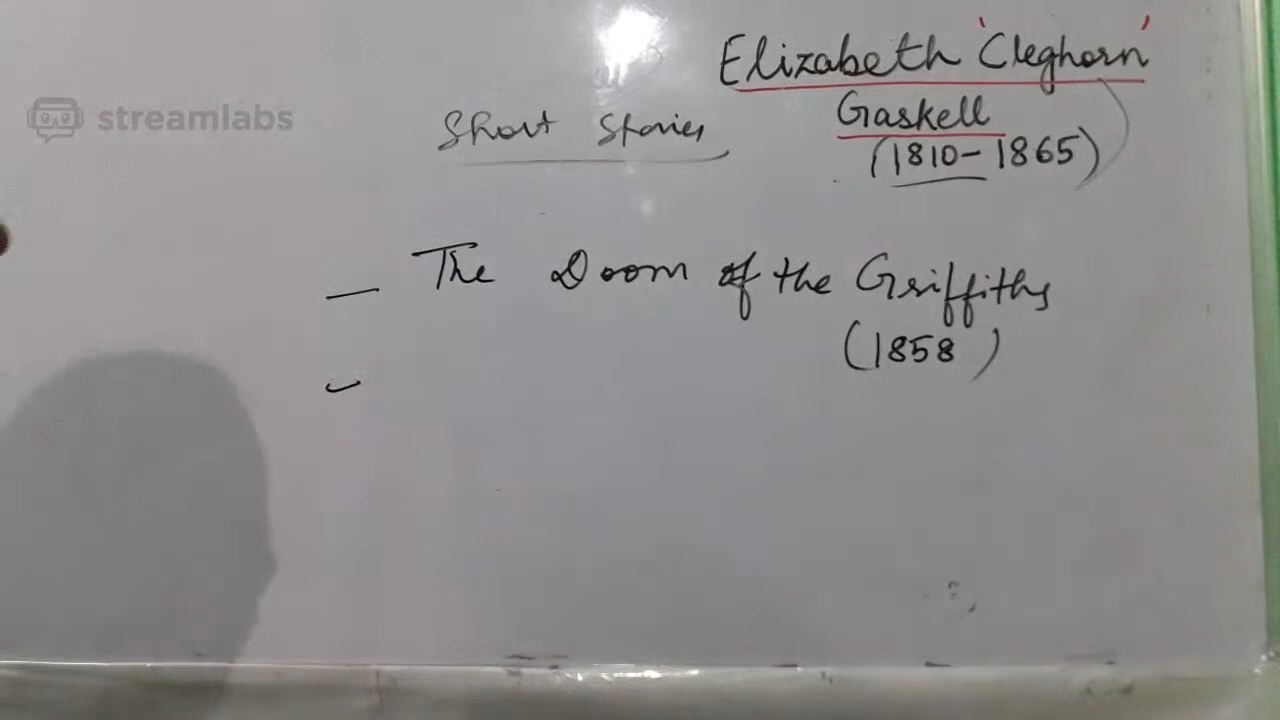 Elizabeth 'Cleghorn'
Gaskell
(1810-1865)
streamlabs
Short Stories
— The Doom of the Griffiths
(1858)